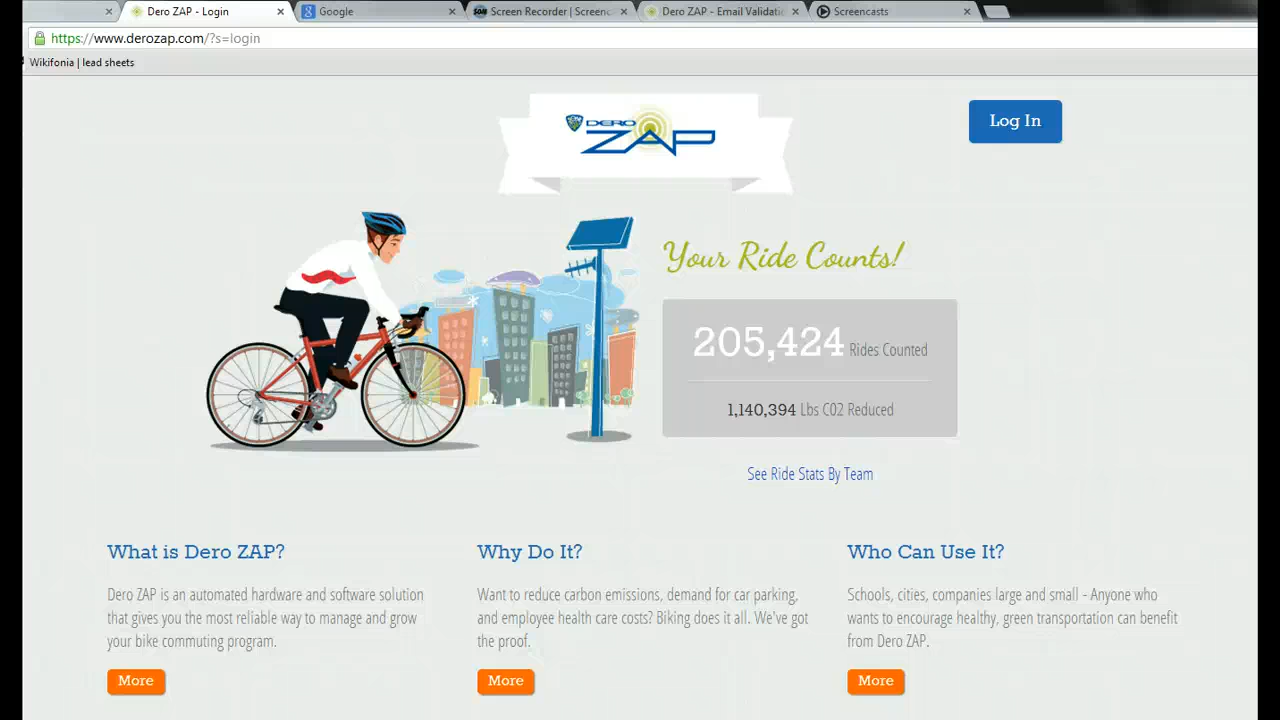 Dero ZAP - Login
Google
Screen Recorder | Screenc
Dero ZAP - Email Validati
Screencasts
https://www.derozap.com/?s=login
Wikifonia | lead sheets
DERO
ZAP
Log In
Your Ride Counts!
205,424 Rides Counted
1,140,394 Lbs CO2 Reduced
See Ride Stats By Team
What is Dero ZAP?
Dero ZAP is an automated hardware and software solution
that gives you the most reliable way to manage and grow
your bike commuting program.
More
Why Do It?
Want to reduce carbon emissions, demand for car parking,
and employee health care costs? Biking does it all. We've got
the proof.
More
Who Can Use It?
Schools, cities, companies large and small - Anyone who
wants to encourage healthy, green transportation can benefit
from Dero ZAP.
More